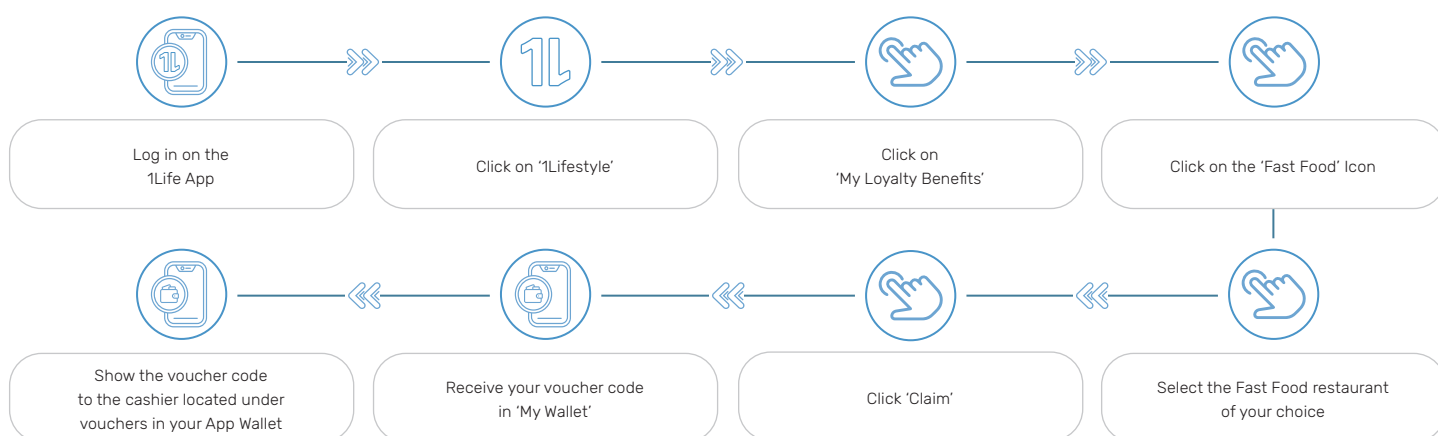 Log in on the
1Life App
Click on ‘1Lifestyle’
Click on
‘My Loyalty Benefits’
Click on the ‘Fast Food’ Icon
Select the Fast Food restaurant
of your choice
Click ‘Claim’
Receive your voucher code
in ‘My Wallet’
Show the voucher code
to the cashier located under
vouchers in your App Wallet